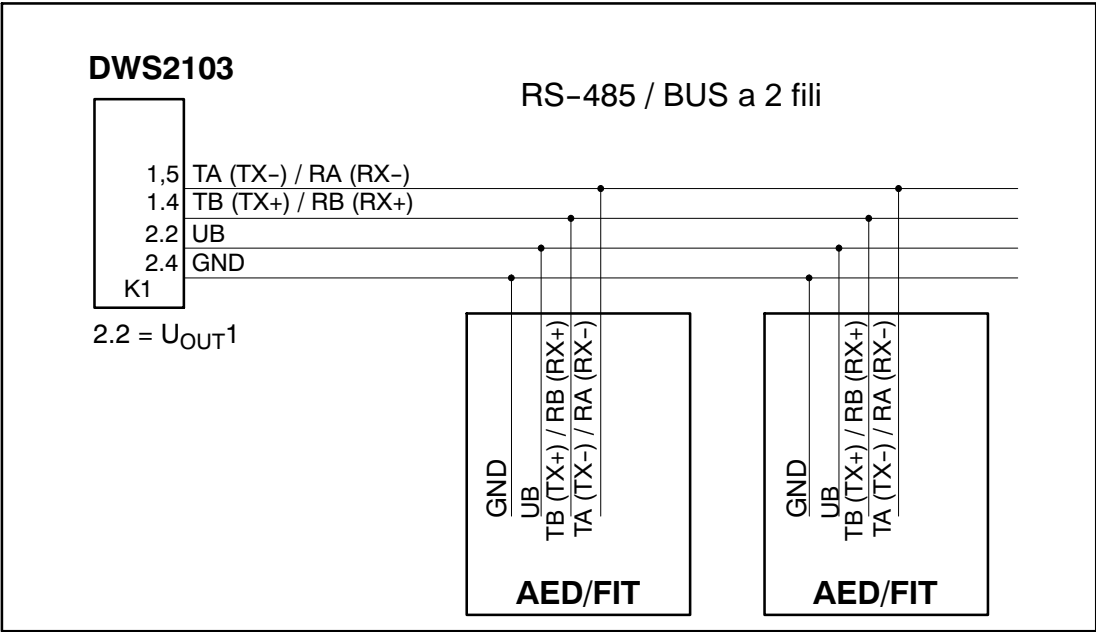 DWS2103
RS-485 / BUS a 2 fili
1,5 TA (TX-) / RA (RX-)
1.4 TB (TX+) / RB (RX+)
2.2 UB
2.4 GND
K1
2.2 = UOUT1
GND
UB
TB (TX+) / RB (RX+)
TA (TX-) / RA (RX-)
AED/FIT
GND
UB
TB (TX+) / RB (RX+)
TA (TX-) / RA (RX-)
AED/FIT